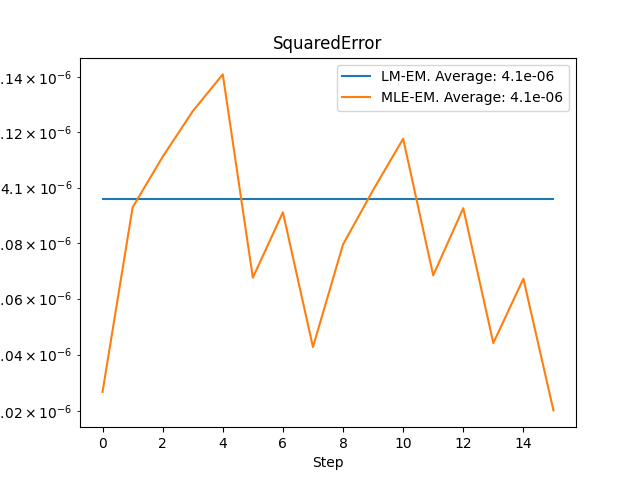 SquaredError
LM-EM. Average: 4.1e-06
MLE-EM. Average: 4.1e-06
.14 × 10⁻⁶
.12 × 10⁻⁶
4.1 × 10⁻⁶
.08 × 10⁻⁶
.06 × 10⁻⁶
.04 × 10⁻⁶
.02 × 10⁻⁶
0 2 4 6 8 10 12 14
Step